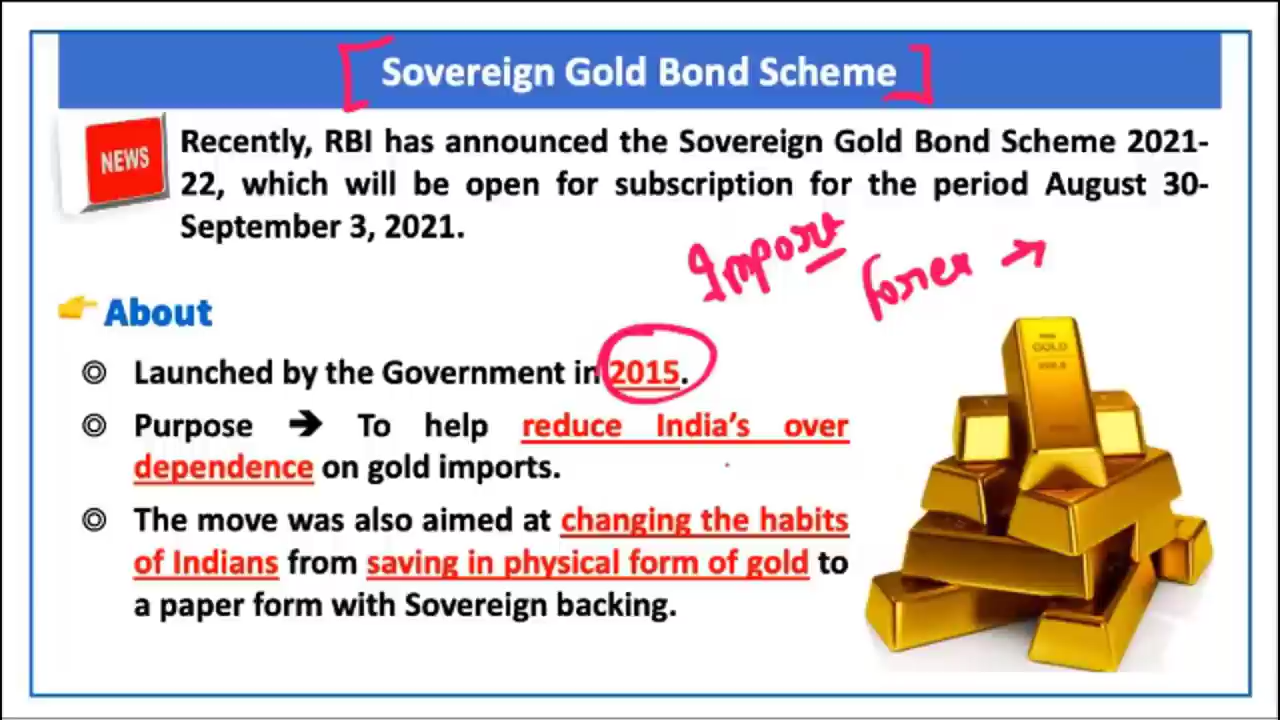 Sovereign Gold Bond Scheme
NEWS
Recently, RBI has announced the Sovereign Gold Bond Scheme 2021-
22, which will be open for subscription for the period August 30-
September 3, 2021.
Import
forex →
About
Launched by the Government in 2015.
Purpose → To help reduce India's over
dependence on gold imports.
The move was also aimed at changing the habits
of Indians from saving in physical form of gold to
a paper form with Sovereign backing.
GOLD